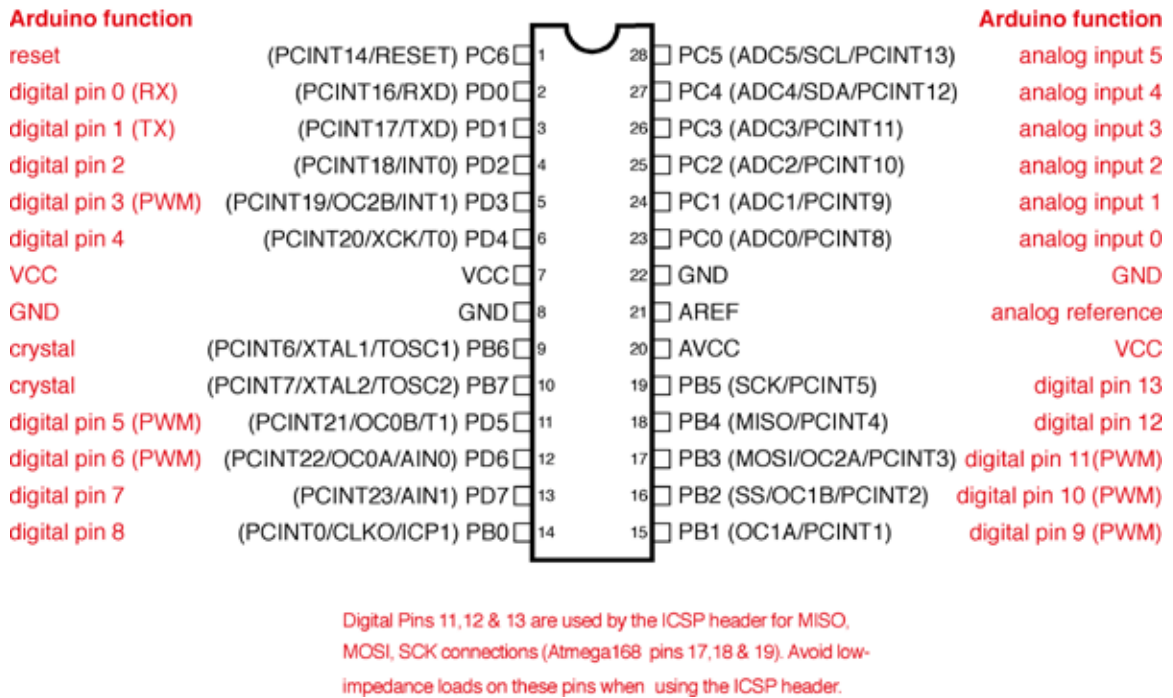 Arduino function Arduino function
reset (PCINT14/RESET) PC6 1 28 PC5 (ADC5/SCL/PCINT13) analog input 5
digital pin 0 (RX) (PCINT16/RXD) PD0 2 27 PC4 (ADC4/SDA/PCINT12) analog input 4
digital pin 1 (TX) (PCINT17/TXD) PD1 3 26 PC3 (ADC3/PCINT11) analog input 3
digital pin 2 (PCINT18/INT0) PD2 4 25 PC2 (ADC2/PCINT10) analog input 2
digital pin 3 (PWM) (PCINT19/OC2B/INT1) PD3 5 24 PC1 (ADC1/PCINT9) analog input 1
digital pin 4 (PCINT20/XCK/T0) PD4 6 23 PC0 (ADC0/PCINT8) analog input 0
VCC VCC 7 22 GND GND
GND GND 8 21 AREF analog reference
crystal (PCINT6/XTAL1/TOSC1) PB6 9 20 AVCC VCC
crystal (PCINT7/XTAL2/TOSC2) PB7 10 19 PB5 (SCK/PCINT5) digital pin 13
digital pin 5 (PWM) (PCINT21/OC0B/T1) PD5 11 18 PB4 (MISO/PCINT4) digital pin 12
digital pin 6 (PWM) (PCINT22/OC0A/AIN0) PD6 12 17 PB3 (MOSI/OC2A/PCINT3) digital pin 11(PWM)
digital pin 7 (PCINT23/AIN1) PD7 13 16 PB2 (SS/OC1B/PCINT2) digital pin 10 (PWM)
digital pin 8 (PCINT0/CLKO/ICP1) PB0 14 15 PB1 (OC1A/PCINT1) digital pin 9 (PWM)
Digital Pins 11,12 & 13 are used by the ICSP header for MISO,
MOSI, SCK connections (Atmega168 pins 17,18 & 19). Avoid low-
impedance loads on these pins when using the ICSP header.